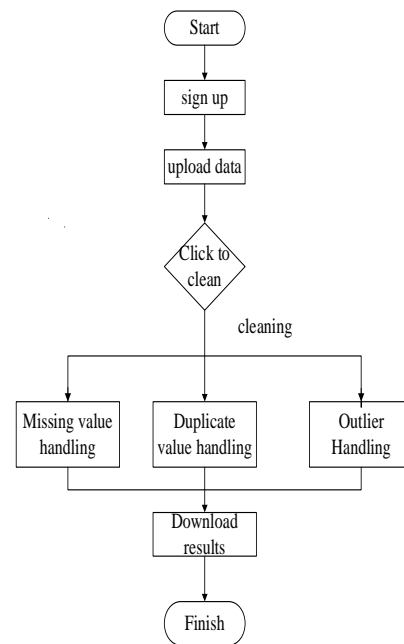 Start
sign up
upload data
Click to
clean
cleaning
Missing value
handling
Duplicate
value handling
Outlier
Handling
Download
results
Finish